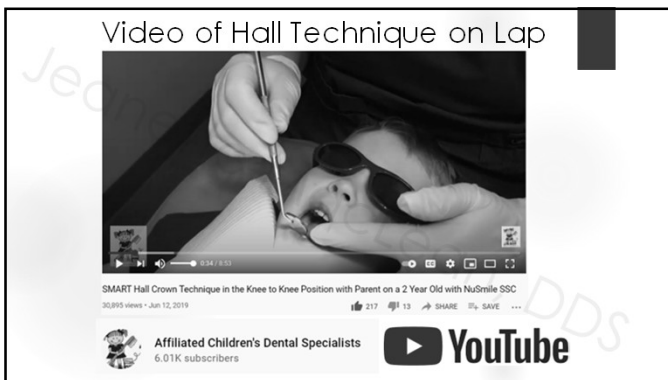 Video of Hall Technique on Lap
0:34 / 8:53
SMART Hall Crown Technique in the Knee to Knee Position with Parent on a 2 Year Old with NuSmile SSC
30,895 views • Jun 12, 2019
217 13 SHARE SAVE ...
Affiliated Children's Dental Specialists
6.01K subscribers
YouTube
DDS